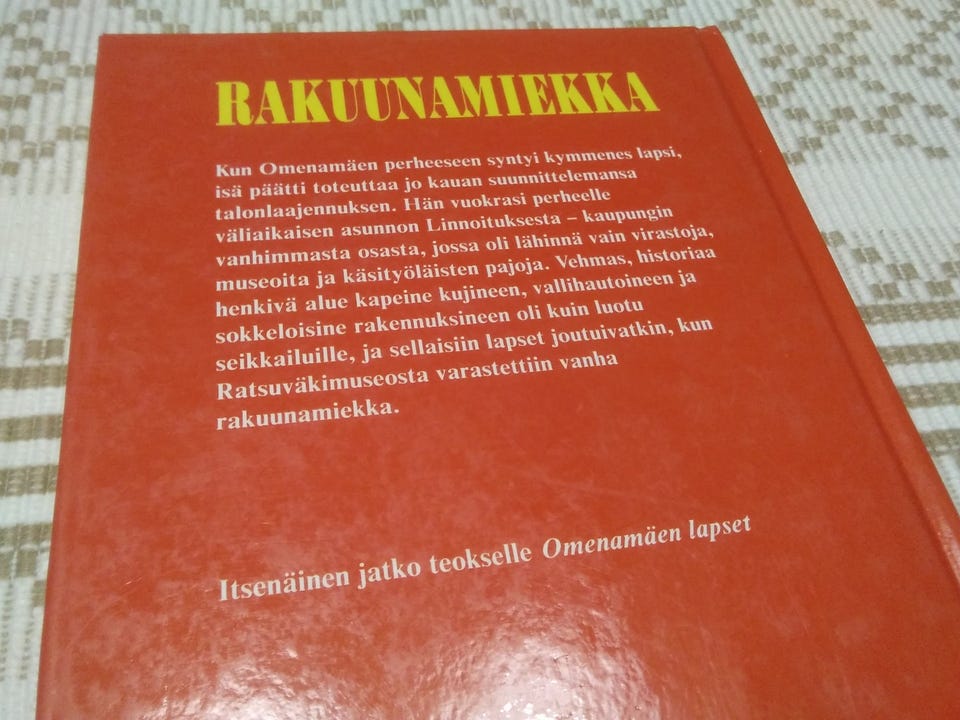 RAKUUNAMIEKKA
Kun Omenamäen perheeseen syntyi kymmenes lapsi,
isä päätti toteuttaa jo kauan suunnittelemansa
talonlaajennuksen. Hän vuokrasi perheelle
väliaikaisen asunnon Linnoituksesta – kaupungin
vanhimmasta osasta, jossa oli lähinnä vain virastoja,
museoita ja käsityöläisten pajoja. Vehmas, historiaa
henkivä alue kapeine kujineen, vallihautoineen ja
sokkeloisine rakennuksineen oli kuin luotu
seikkailuille, ja sellaisiin lapset joutuivatkin, kun
Ratsuväkimuseosta varastettiin vanha
rakuunamiekka.
Itsenäinen jatko teokselle Omenamäen lapset